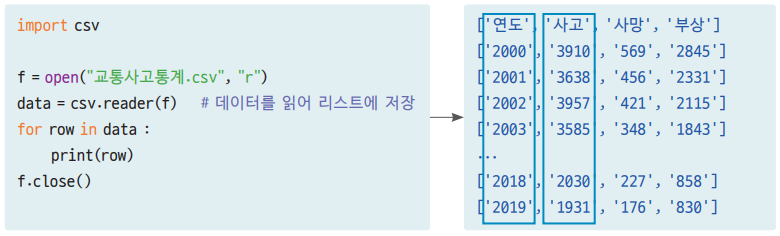 import csv
f = open("교통사고통계.csv", "r")
data = csv.reader(f) # 데이터를 읽어 리스트에 저장
for row in data :
print(row)
f.close()
['연도', '사고', '사망', '부상']
['2000', '3910', '569', '2845']
['2001', '3638', '456', '2331']
['2002', '3957', '421', '2115']
['2003', '3585', '348', '1843']
...
['2018', '2030', '227', '858']
['2019', '1931', '176', '830']